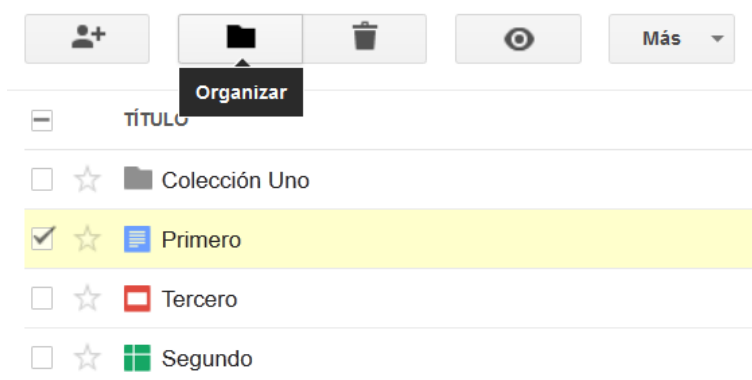 Más
Organizar
TÍTULO
Colección Uno
Primero
Tercero
Segundo